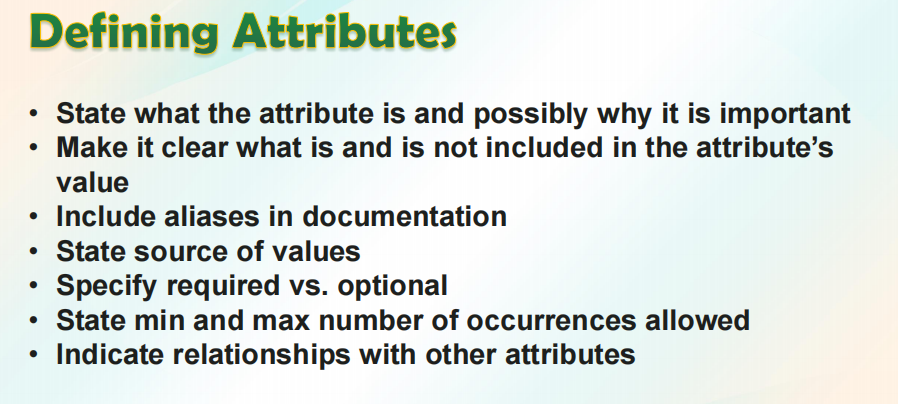 Defining Attributes
• State what the attribute is and possibly why it is important
• Make it clear what is and is not included in the attribute’s
value
• Include aliases in documentation
• State source of values
• Specify required vs. optional
• State min and max number of occurrences allowed
• Indicate relationships with other attributes